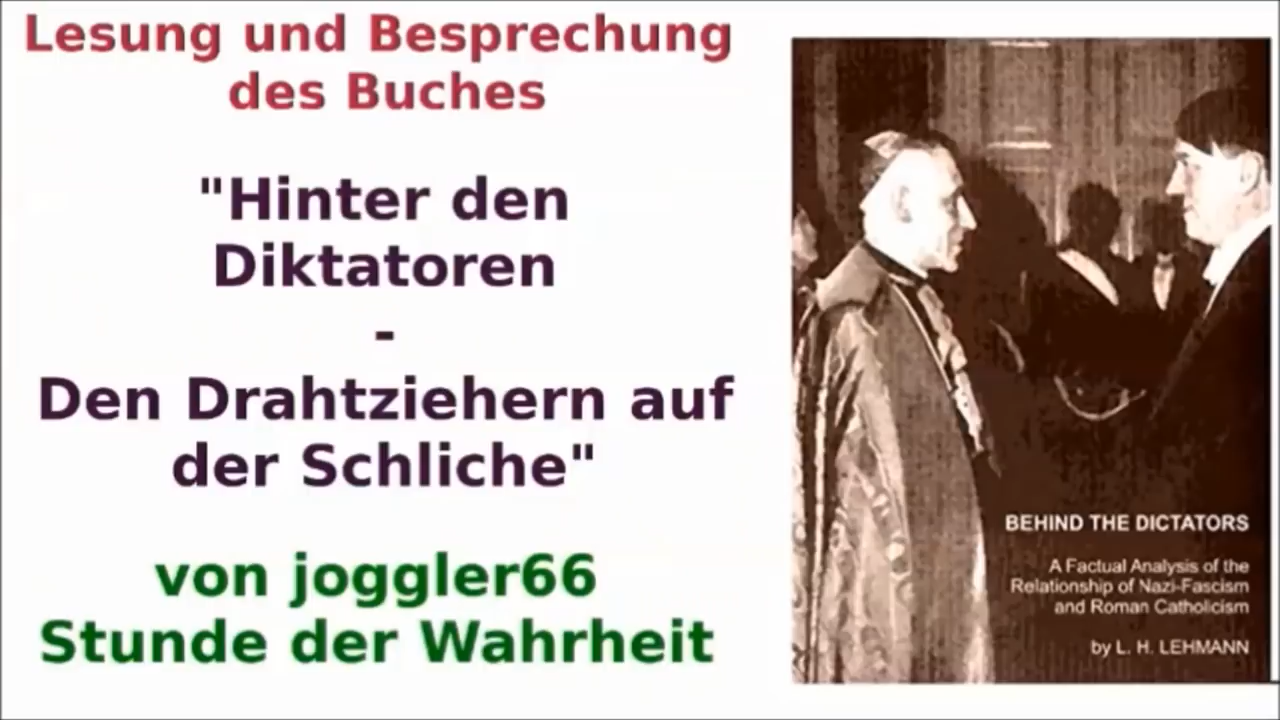 Lesung und Besprechung
des Buches
"Hinter den
Diktatoren
-
Den Drahtziehern auf
der Schliche"
von joggler66
Stunde der Wahrheit
BEHIND THE DICTATORS
A Factual Analysis of the
Relationship of Nazi-Fascism
and Roman Catholicism
by L. H. LEHMANN